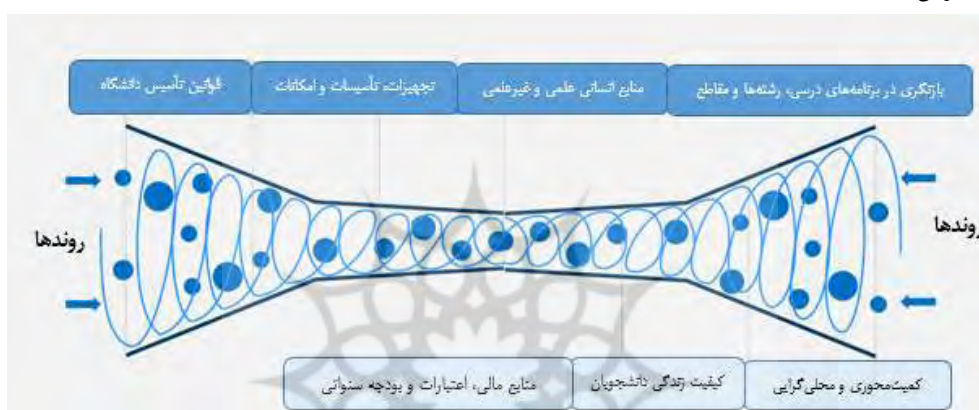 بازنگری در برنامه‌های درسی، رشته‌ها و مقاطع
منابع انسانی علمی و غیرعلمی
تجهیزات، تأسیسات و امکانات
قوانین تأسیس دانشگاه
روندها
روندها
کمیت‌محوری و محلی‌گرایی
کیفیت زندگی دانشجویان
منابع مالی، اعتبارات و بودجه سنواتی